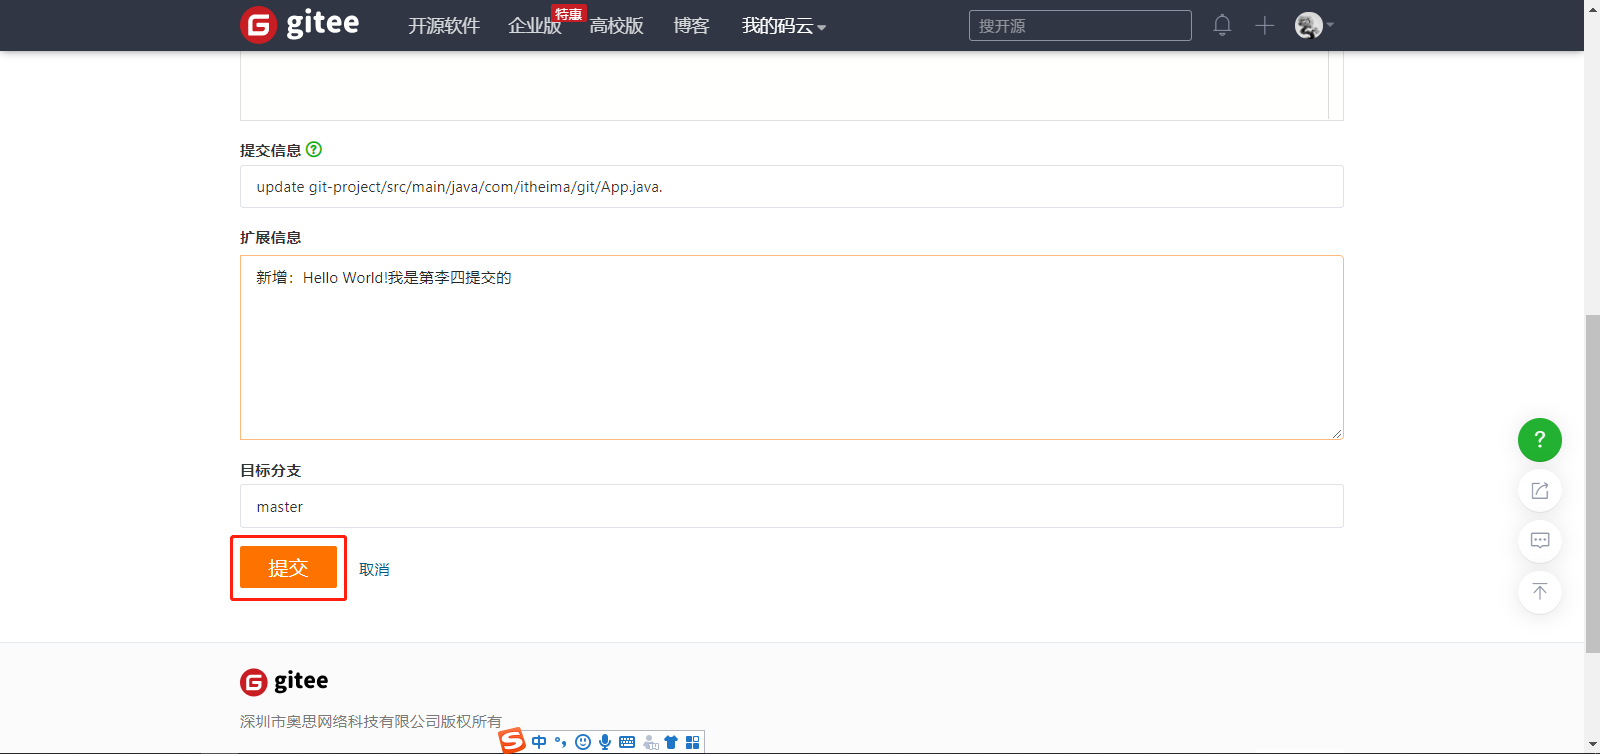 gitee 开源软件 企业版 特惠 高校版 博客 我的码云 搜开源
提交信息
update git-project/src/main/java/com/itheima/git/App.java.
扩展信息
新增：Hello World!我是第李四提交的
目标分支
master
提交 取消
gitee
深圳市奥思网络科技有限公司版权所有
中